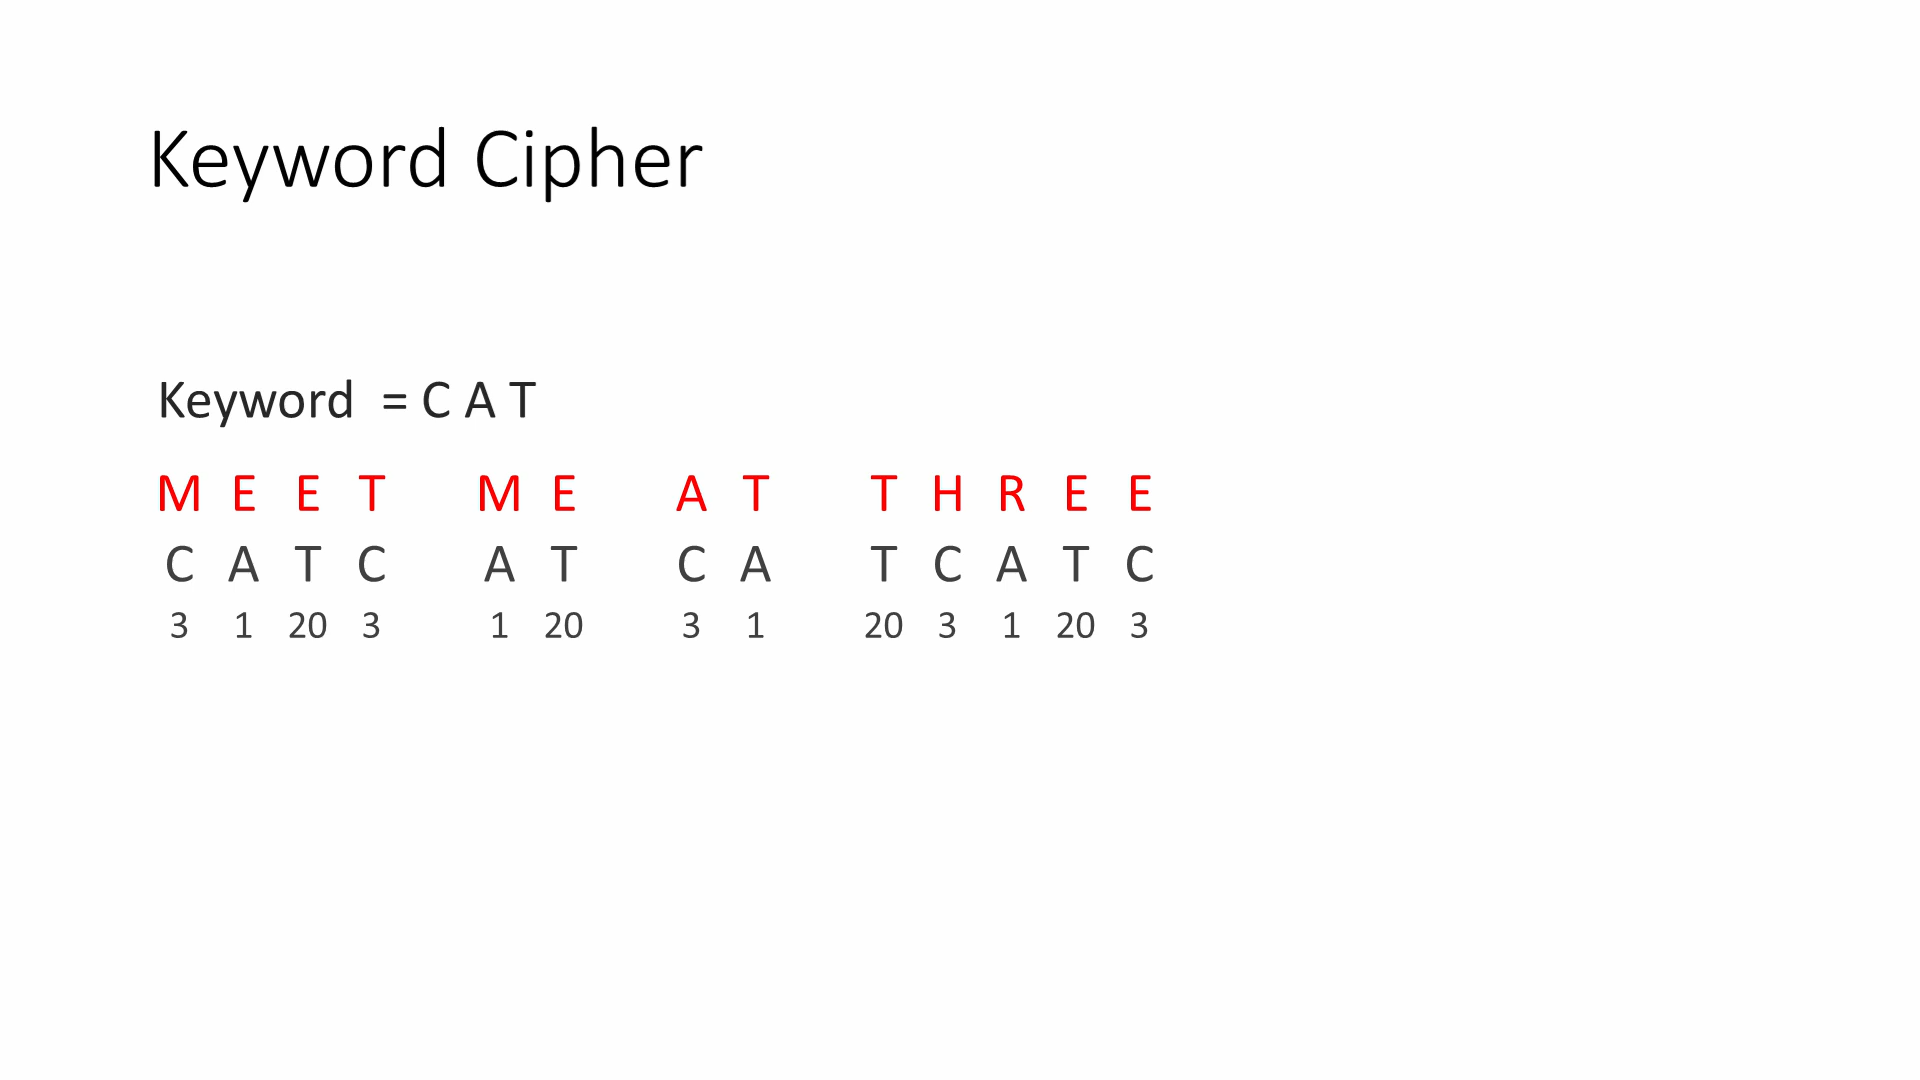 Keyword Cipher
Keyword = C A T
M E E T M E A T T H R E E
C A T C A T C A T C A T C
3 1 20 3 1 20 3 1 20 3 1 20 3